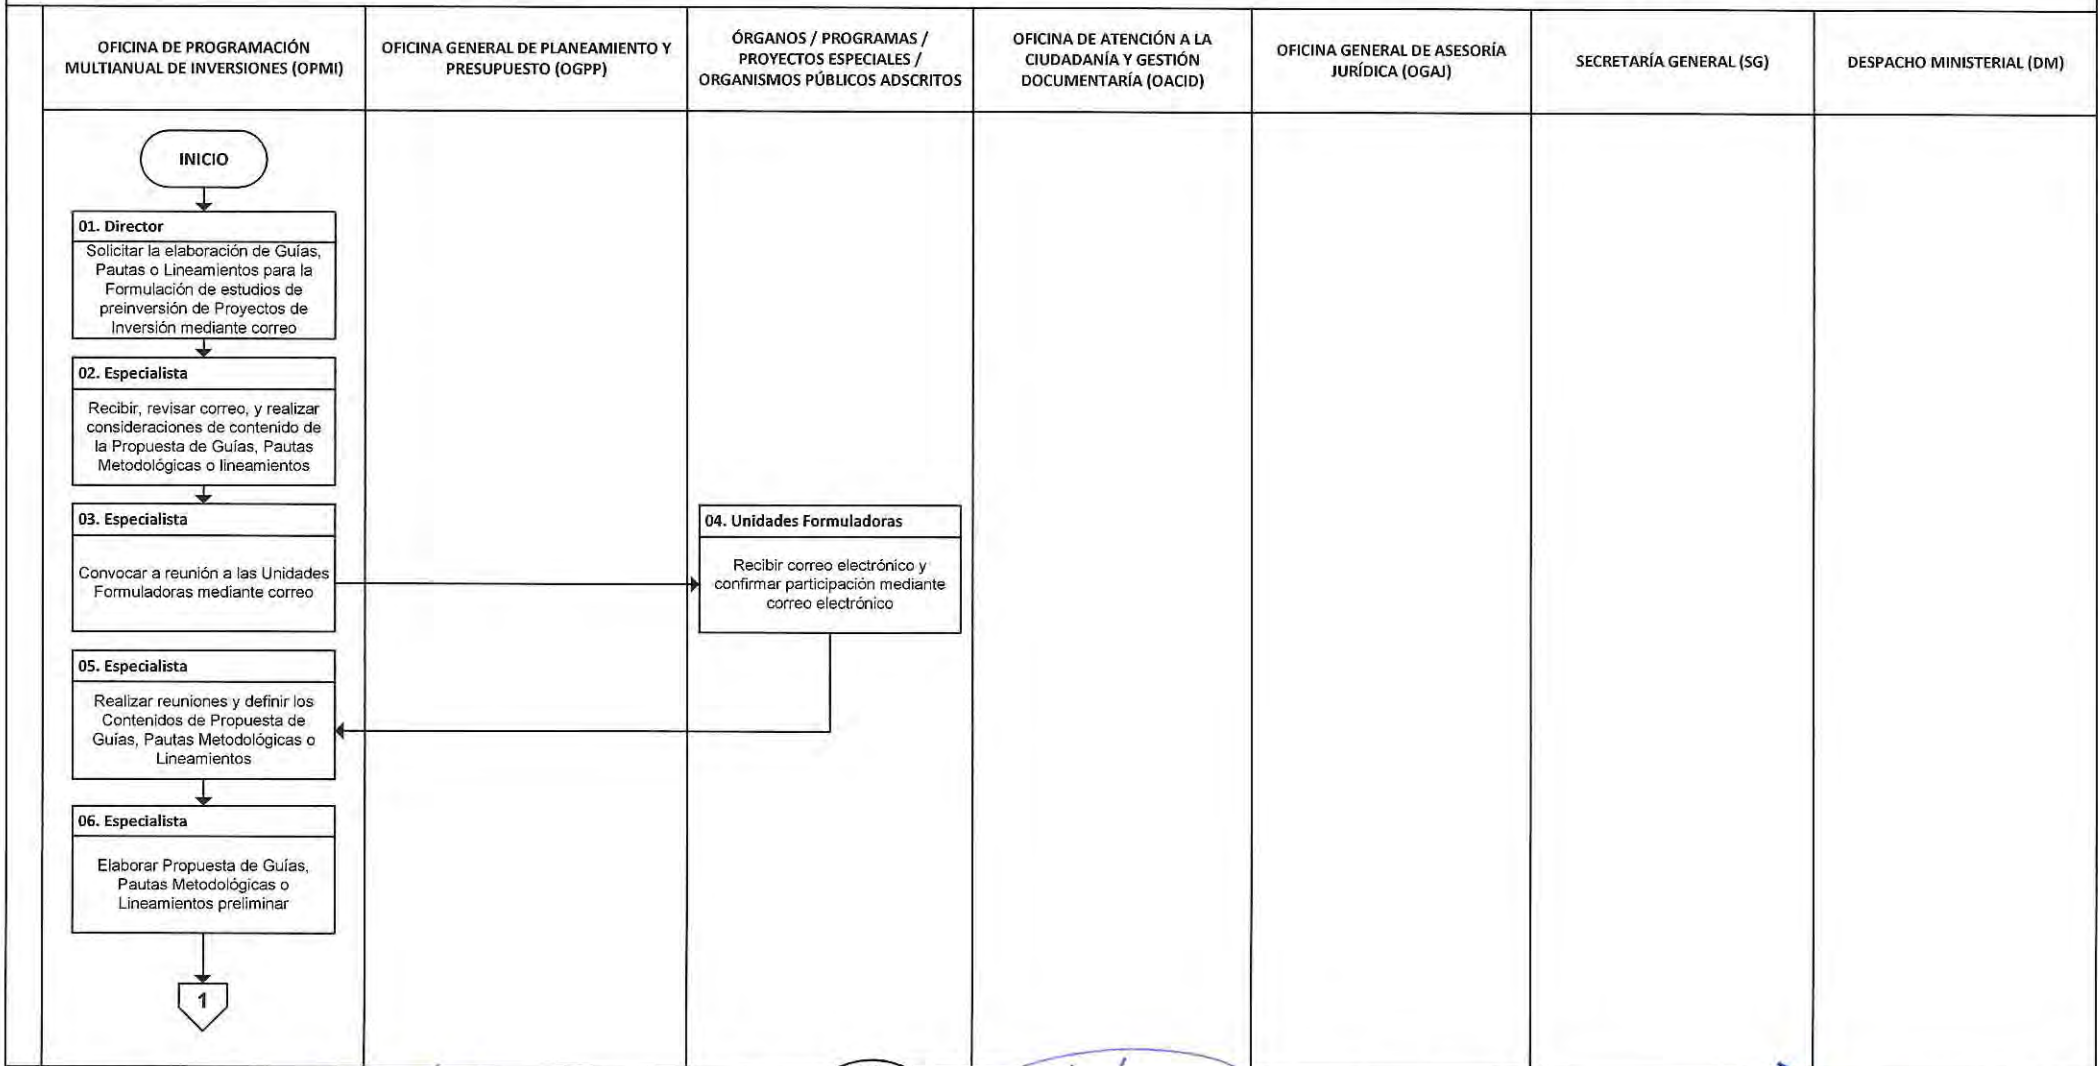 OFICINA DE PROGRAMACIÓN
MULTIANUAL DE INVERSIONES (OPMI)
OFICINA GENERAL DE PLANEAMIENTO Y
PRESUPUESTO (OGPP)
ÓRGANOS / PROGRAMAS /
PROYECTOS ESPECIALES /
ORGANISMOS PÚBLICOS ADSCRITOS
OFICINA DE ATENCIÓN A LA
CIUDADANÍA Y GESTIÓN
DOCUMENTARÍA (OACID)
OFICINA GENERAL DE ASESORÍA
JURÍDICA (OGAJ)
SECRETARÍA GENERAL (SG)
DESPACHO MINISTERIAL (DM)
INICIO
01. Director
Solicitar la elaboración de Guías,
Pautas o Lineamientos para la
Formulación de estudios de
preinversión de Proyectos de
Inversión mediante correo
02. Especialista
Recibir, revisar correo, y realizar
consideraciones de contenido de
la Propuesta de Guías, Pautas
Metodológicas o lineamientos
03. Especialista
Convocar a reunión a las Unidades
Formuladoras mediante correo
04. Unidades Formuladoras
Recibir correo electrónico y
confirmar participación mediante
correo electrónico
05. Especialista
Realizar reuniones y definir los
Contenidos de Propuesta de
Guías, Pautas Metodológicas o
Lineamientos
06. Especialista
Elaborar Propuesta de Guías,
Pautas Metodológicas o
Lineamientos preliminar
1